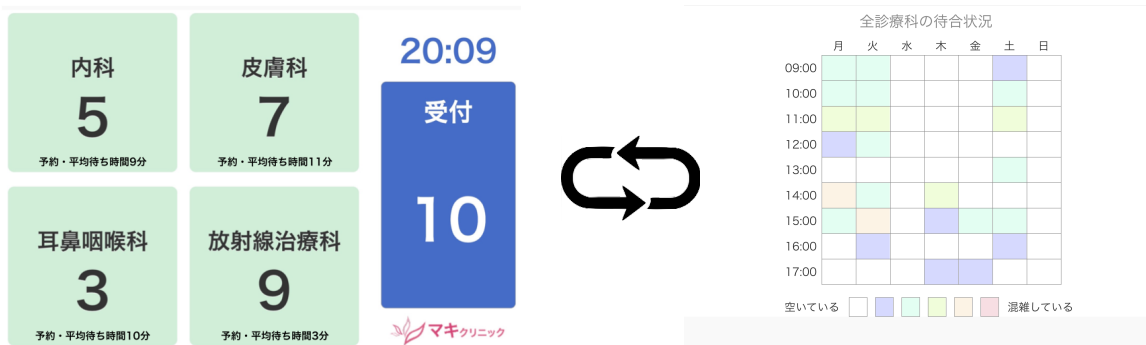 内科
5
予約・平均待ち時間9分
皮膚科
7
予約・平均待ち時間11分
20:09
受付
10
耳鼻咽喉科
3
予約・平均待ち時間10分
放射線治療科
9
予約・平均待ち時間3分
マキクリニック
全診療科の待合状況
月 火 水 木 金 土 日
09:00
10:00
11:00
12:00
13:00
14:00
15:00
16:00
17:00
空いている 混雑している